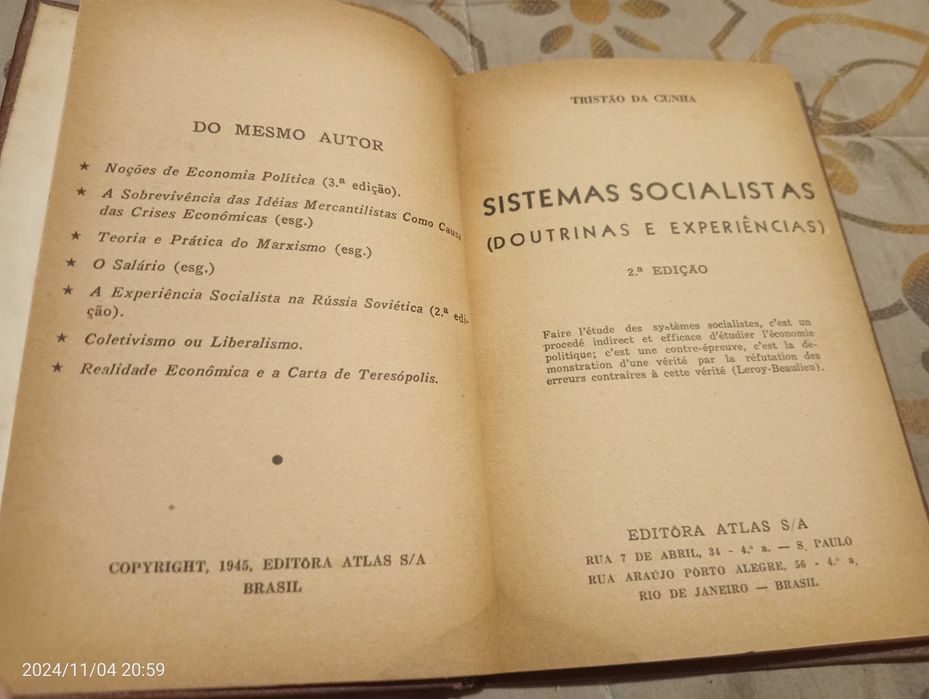 DO MESMO AUTOR
★ Noções de Economia Política (3.ª edição).
★ A Sobrevivência das Idéias Mercantilistas Como Causa
das Crises Econômicas (esg.)
★ Teoria e Prática do Marxismo (esg.)
★ O Salário (esg.)
★ A Experiência Socialista na Rússia Soviética (2.ª edi-
ção).
★ Coletivismo ou Liberalismo.
★ Realidade Econômica e a Carta de Teresópolis.
COPYRIGHT, 1945, EDITÔRA ATLAS S/A
BRASIL
TRISTÃO DA CUNHA
SISTEMAS SOCIALISTAS
(DOUTRINAS E EXPERIÊNCIAS)
2.ª EDIÇÃO
Faire l'étude des systèmes socialistes, c'est un
procedé indirect et efficace d'étudier l'économie
politique; c'est une contre-épreuve, c'est la de-
monstration d'une vérité par la réfutation des
erreurs contraires à cette vérité (Leroy-Beaulieu).
EDITÔRA ATLAS S/A
RUA 7 DE ABRIL, 34 - 4.º a. — S. PAULO
RUA ARAÚJO PÔRTO ALEGRE, 56 - 4.º a.
RIO DE JANEIRO — BRASIL
2024/11/04 20:59